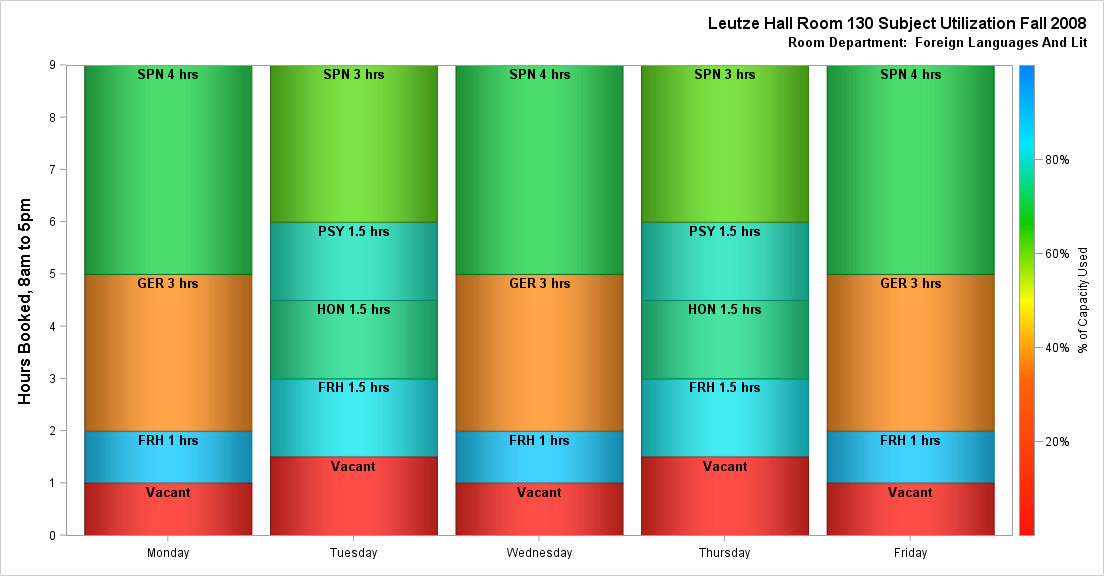 Leutze Hall Room 130 Subject Utilization Fall 2008
Room Department:  Foreign Languages And Lit
Hours Booked, 8am to 5pm
9
8
7
6
5
4
3
2
1
0
SPN 4 hrs
GER 3 hrs
FRH 1 hrs
Vacant
Monday
SPN 3 hrs
PSY 1.5 hrs
HON 1.5 hrs
FRH 1.5 hrs
Vacant
Tuesday
SPN 4 hrs
GER 3 hrs
FRH 1 hrs
Vacant
Wednesday
SPN 3 hrs
PSY 1.5 hrs
HON 1.5 hrs
FRH 1.5 hrs
Vacant
Thursday
SPN 4 hrs
GER 3 hrs
FRH 1 hrs
Vacant
Friday
80%
60%
40%
20%
% of Capacity Used